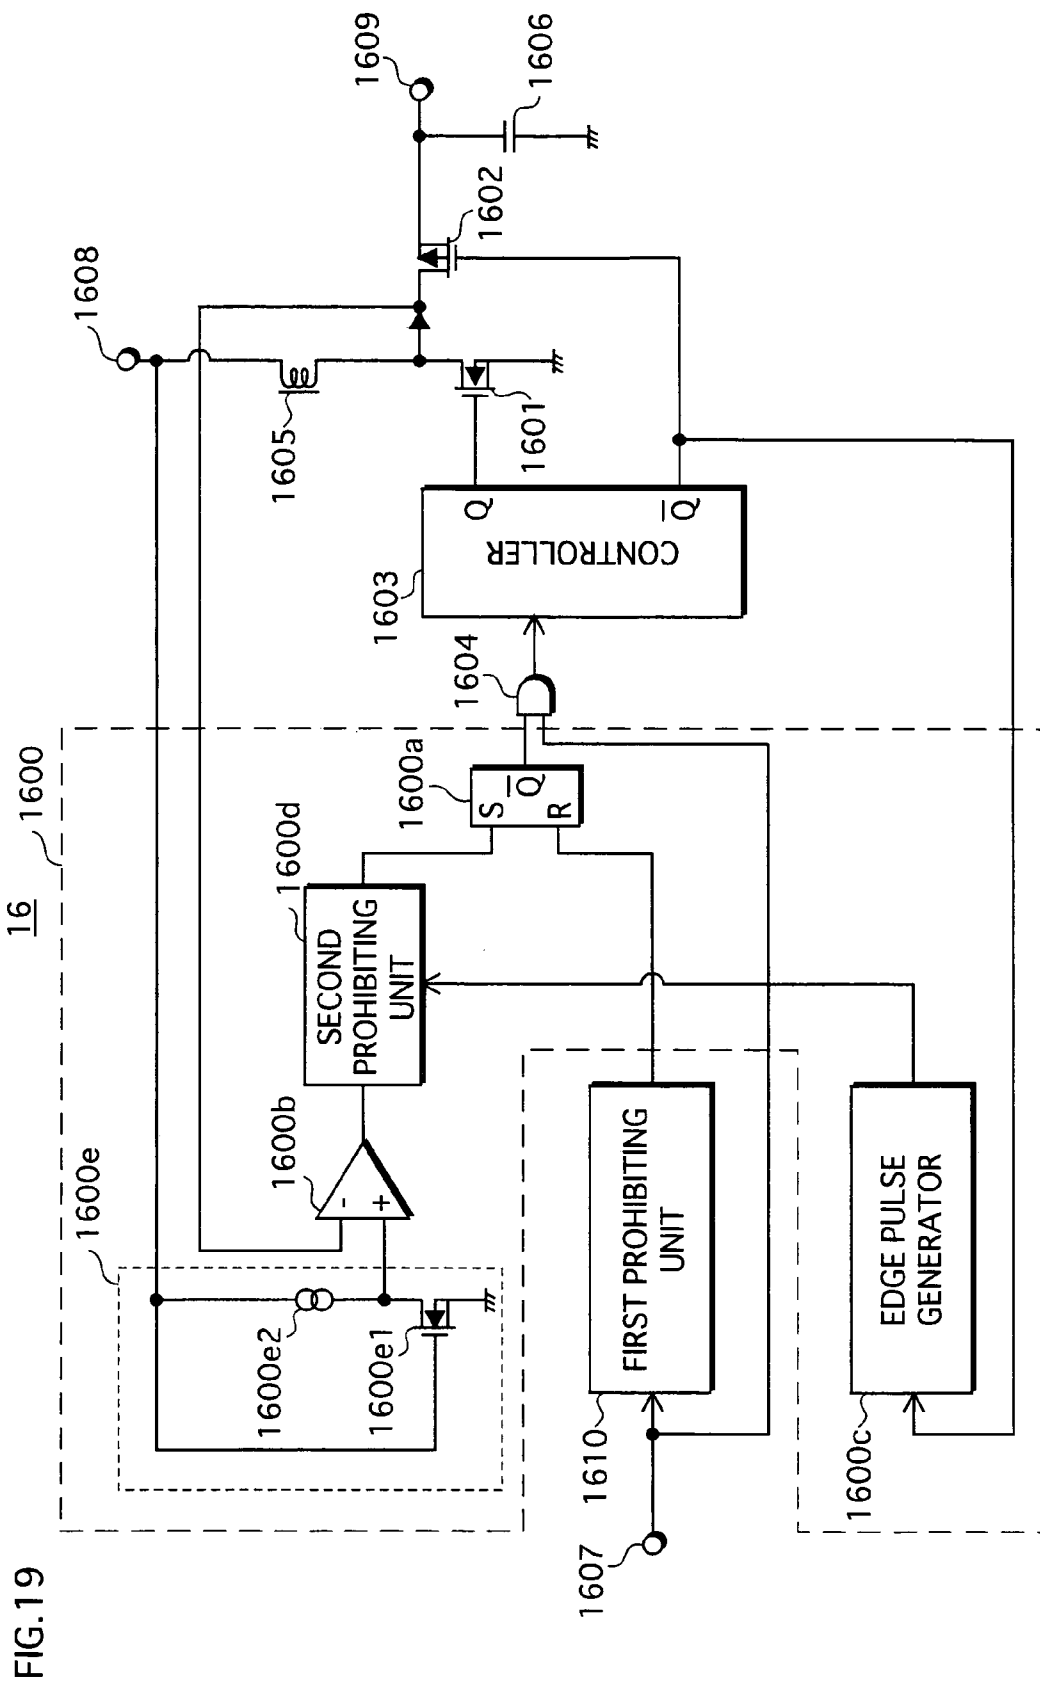 FIG.19
16
1600
1600e
1600e2
1600e1
1600b
-
+
SECOND
PROHIBITING
UNIT
1600d
1600a
S
R
Q̅
1604
1603
CONTROLLER
Q
Q̅
1605
1601
1608
1602
1609
1606
1607
1610
FIRST PROHIBITING
UNIT
1600c
EDGE PULSE
GENERATOR